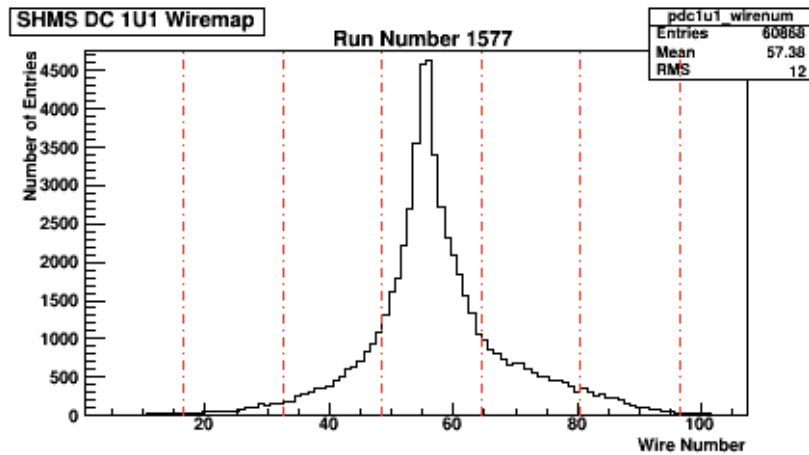 SHMS DC 1U1 Wiremap
Run Number 1577
pdc1u1_wirenum
Entries 60868
Mean 57.38
RMS 12
Number of Entries
4500
4000
3500
3000
2500
2000
1500
1000
500
0
20
40
60
80
100
Wire Number